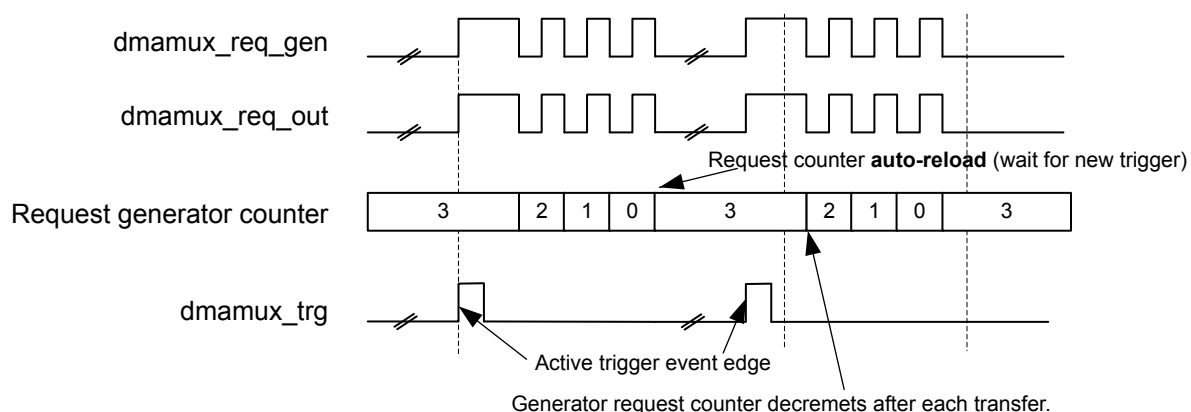 dmamux_req_gen
dmamux_req_out
Request counter auto-reload (wait for new trigger)
Request generator counter
3 2 1 0 3 2 1 0 3
dmamux_trg
Active trigger event edge
Generator request counter decremets after each transfer.